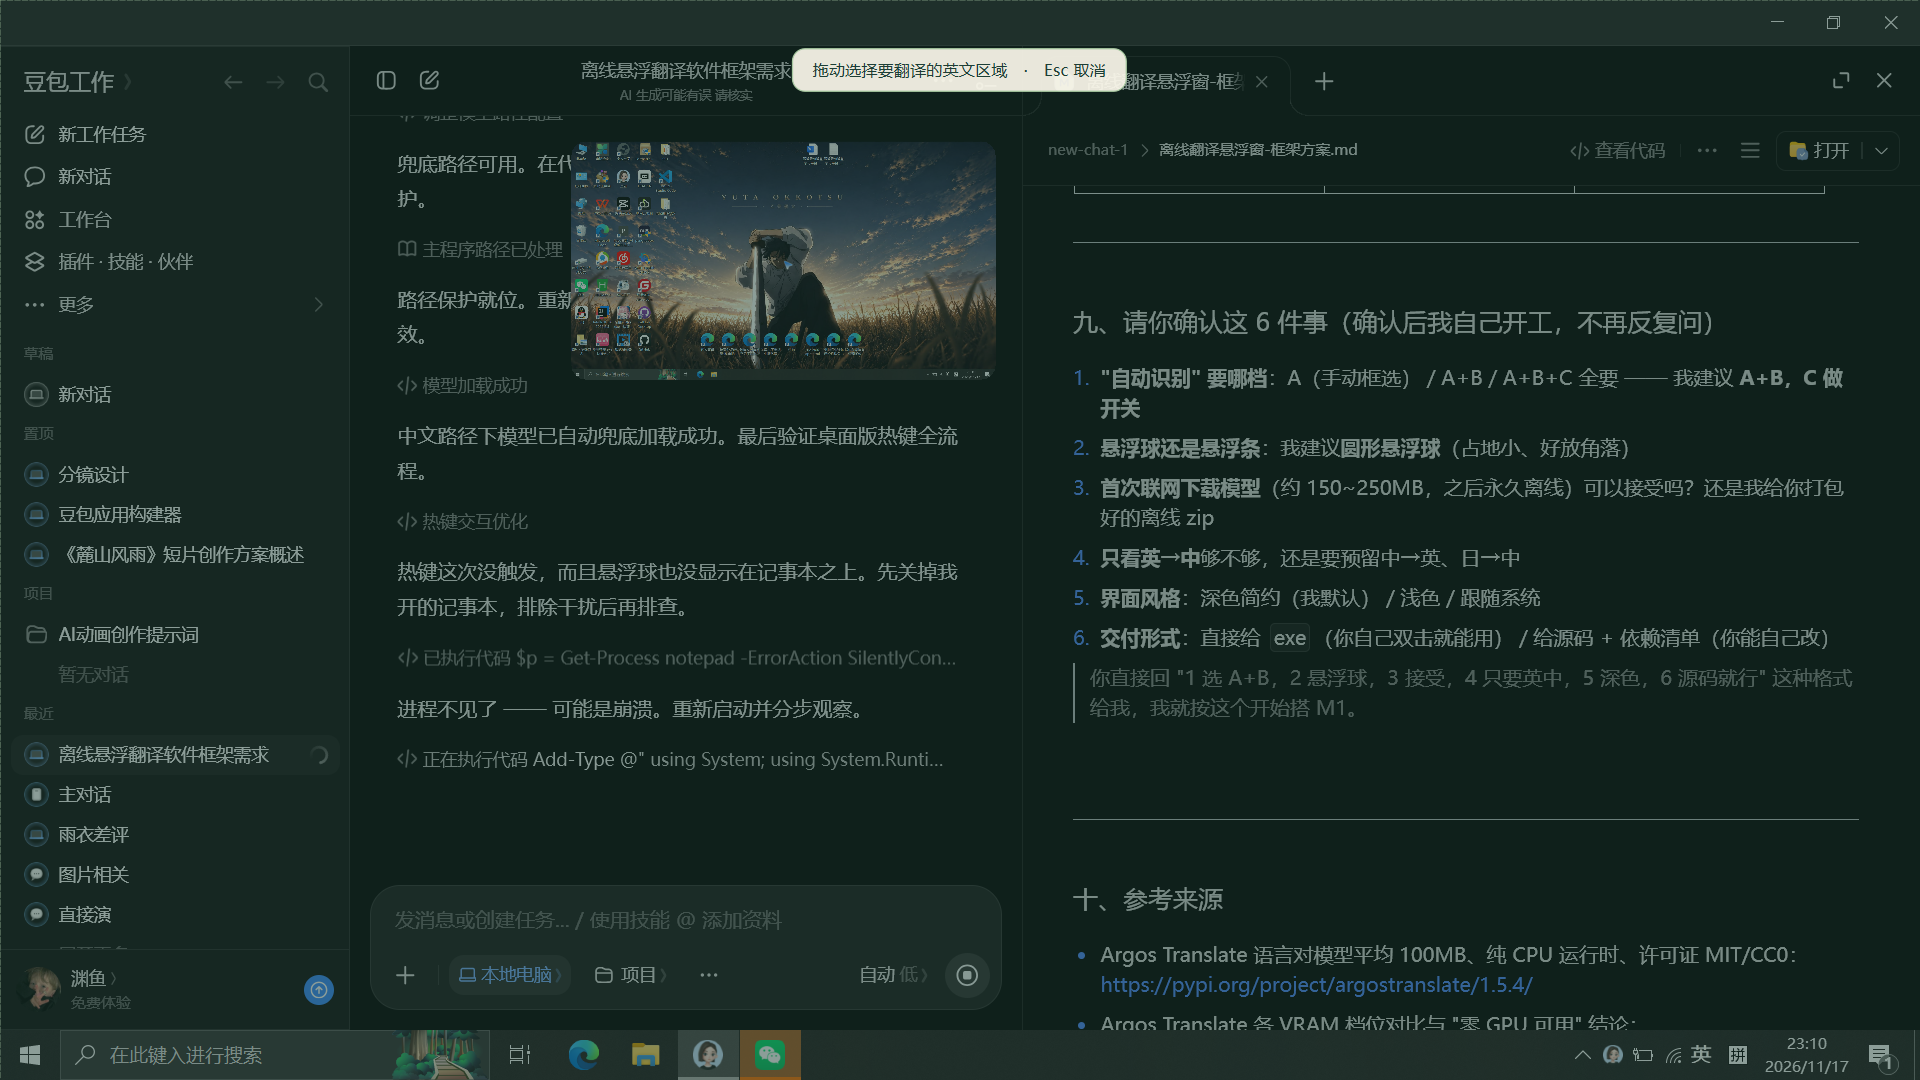 拖动选择要翻译的英文区域 · Esc 取消
豆包工作
新工作任务
新对话
工作台
插件·技能·伙伴
更多
草稿
新对话
置顶
分镜设计
豆包应用构建器
《麓山风雨》短片创作方案概述
项目
AI动画创作提示词
暂无对话
最近
离线悬浮翻译软件框架需求
主对话
雨衣差评
图片相关
直接演
渊鱼
免费体验
离线悬浮翻译软件框架需求
AI 生成可能有误 请核实
兜底路径可用。在代
护。
主程序路径已处理
路径保护就位。重新
效。
YUTA OKKOTSU
模型加载成功
中文路径下模型已自动兜底加载成功。最后验证桌面版热键全流
程。
热键交互优化
热键这次没触发，而且悬浮球也没显示在记事本之上。先关掉我
开的记事本，排除干扰后再排查。
已执行代码 $p = Get-Process notepad -ErrorAction SilentlyCon...
进程不见了 —— 可能是崩溃。重新启动并分步观察。
正在执行代码 Add-Type @" using System; using System.Runti...
发消息或创建任务... / 使用技能 @ 添加资料
本地电脑
项目
自动 低
翻译悬浮窗-框
new-chat-1
离线翻译悬浮窗-框架方案.md
查看代码
打开
九、请你确认这 6 件事（确认后我自己开工，不再反复问）
1. "自动识别" 要哪档：A（手动框选） / A+B / A+B+C 全要 —— 我建议 A+B，C 做
开关
2. 悬浮球还是悬浮条：我建议圆形悬浮球（占地小、好放角落）
3. 首次联网下载模型（约 150~250MB，之后永久离线）可以接受吗？还是我给你打包
好的离线 zip
4. 只看英→中够不够，还是要预留中→英、日→中
5. 界面风格：深色简约（我默认） / 浅色 / 跟随系统
6. 交付形式：直接给 exe （你自己双击就能用） / 给源码 + 依赖清单（你能自己改）
你直接回 "1 选 A+B，2 悬浮球，3 接受，4 只要英中，5 深色，6 源码就行" 这种格式
给我，我就按这个开始搭 M1。
十、参考来源
Argos Translate 语言对模型平均 100MB、纯 CPU 运行时、许可证 MIT/CC0：
https://pypi.org/project/argostranslate/1.5.4/
Argos Translate 各 VRAM 档位对比与 "零 GPU 可用" 结论：
在此键入进行搜索
英
拼
23:10
2026/11/17
1